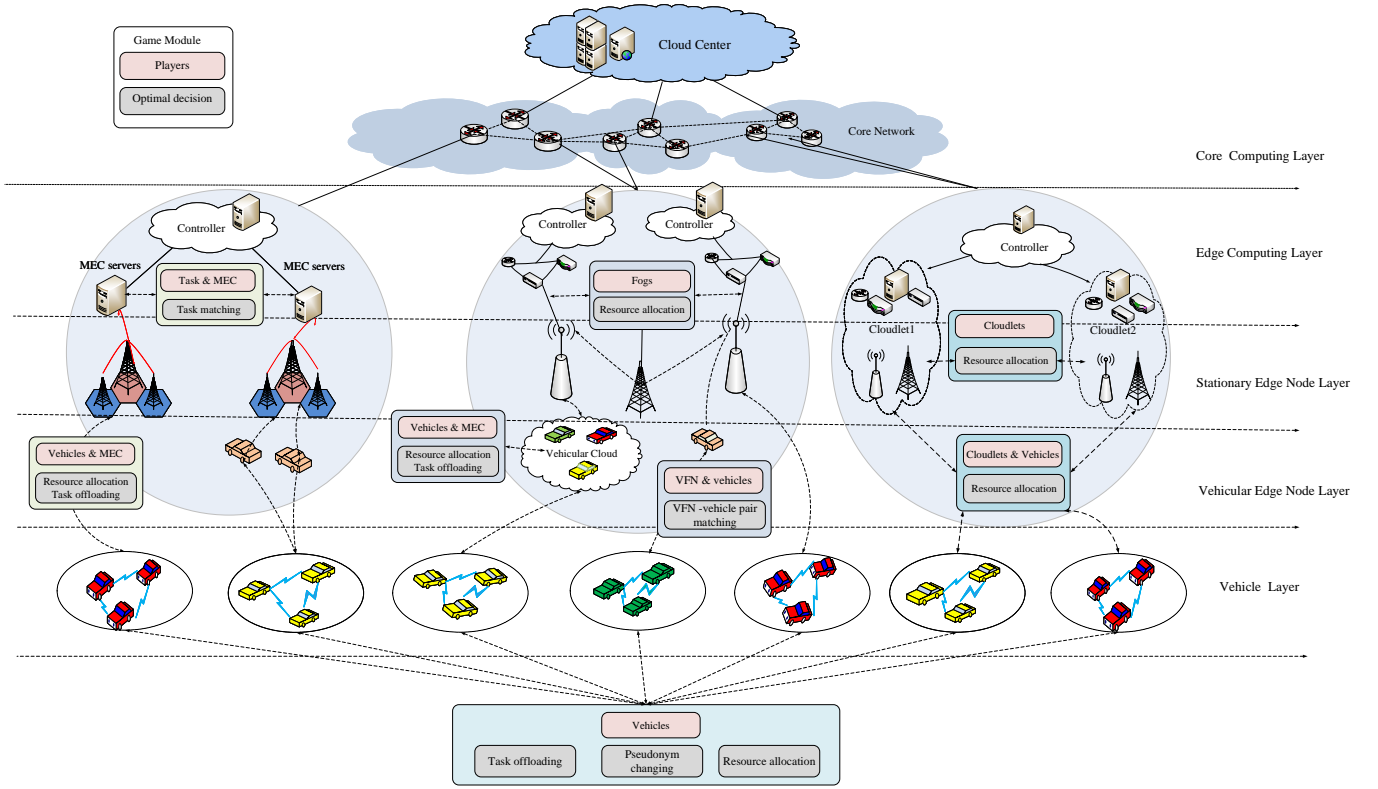 Game Module
Players
Optimal decision
Cloud Center
Core Network
Core Computing Layer
Controller
MEC servers
MEC servers
Task & MEC
Task matching
Controller
Controller
Fogs
Resource allocation
Controller
Cloudlet1
Cloudlet2
Cloudlets
Resource allocation
Edge Computing Layer
Stationary Edge Node Layer
Vehicles & MEC
Resource allocation
Task offloading
Vehicles & MEC
Resource allocation
Task offloading
Vehicular Cloud
VFN & vehicles
VFN -vehicle pair
matching
Cloudlets & Vehicles
Resource allocation
Vehicular Edge Node Layer
Vehicle Layer
Vehicles
Task offloading
Pseudonym
changing
Resource allocation